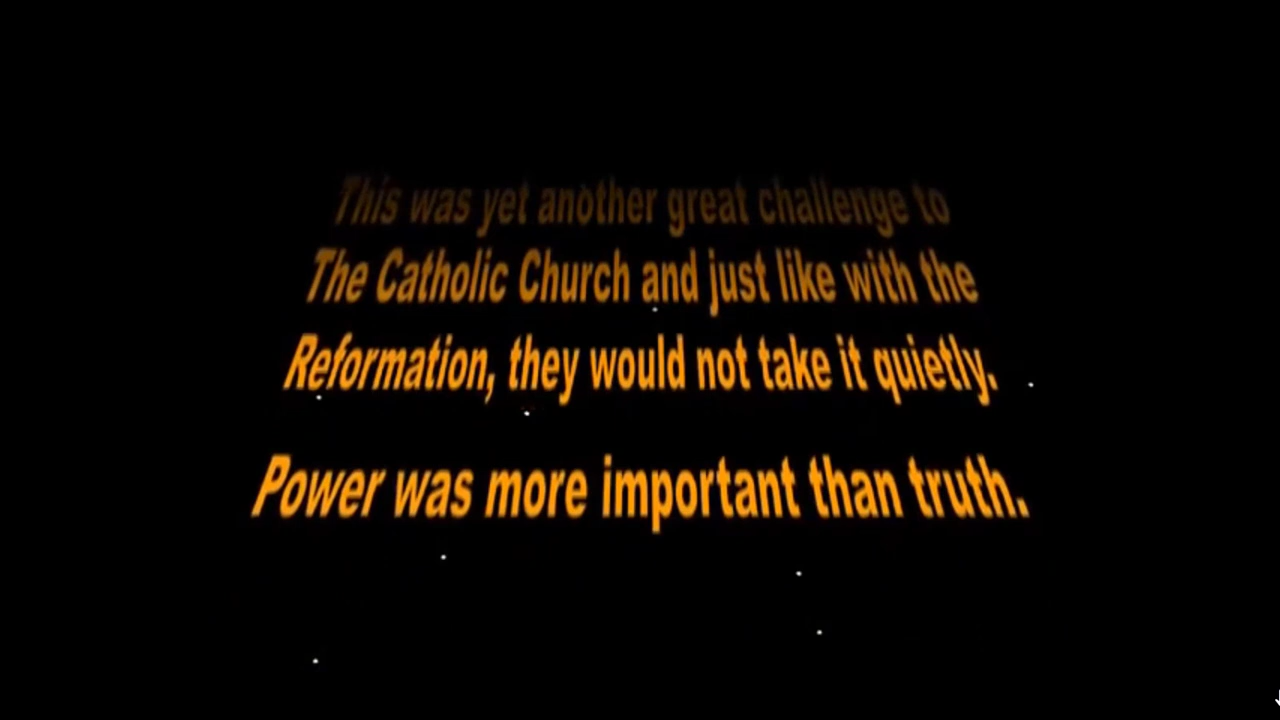 This was yet another great challenge to
The Catholic Church and just like with the
Reformation, they would not take it quietly.
Power was more important than truth.